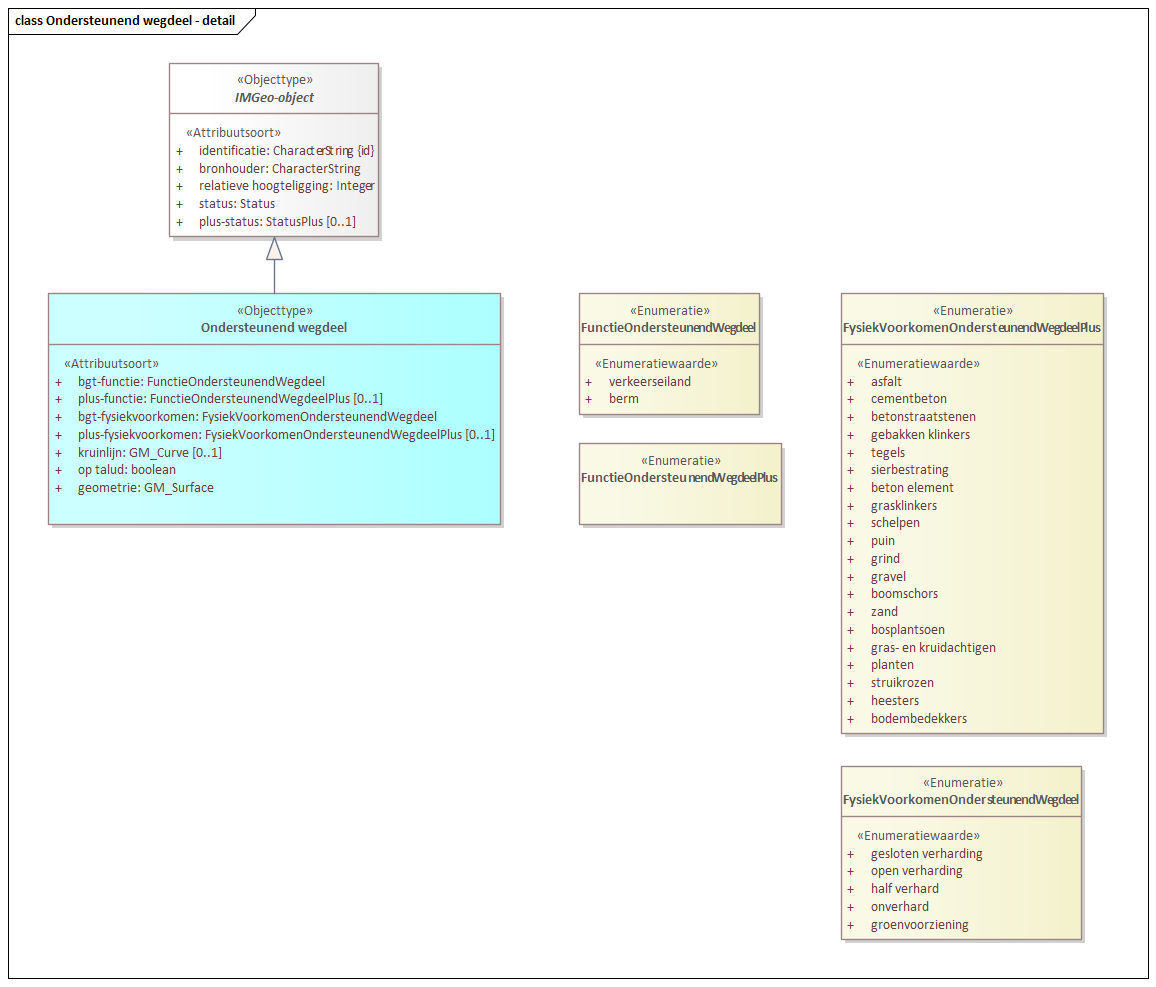 class Ondersteunend wegdeel - detail
«Objecttype»
IMGeo-object
«Attribuutsoort»
+ identificatie: CharacterString {id}
+ bronhouder: CharacterString
+ relatieve hoogteligging: Integer
+ status: Status
+ plus-status: StatusPlus [0..1]
«Objecttype»
Ondersteunend wegdeel
«Attribuutsoort»
+ bgt-functie: FunctieOndersteunendWegdeel
+ plus-functie: FunctieOndersteunendWegdeelPlus [0..1]
+ bgt-fysiekvoorkomen: FysiekVoorkomenOndersteunendWegdeel
+ plus-fysiekvoorkomen: FysiekVoorkomenOndersteunendWegdeelPlus [0..1]
+ kruinlijn: GM_Curve [0..1]
+ op talud: boolean
+ geometrie: GM_Surface
«Enumeratie»
FunctieOndersteunendWegdeel
«Enumeratiewaarde»
+ verkeerseiland
+ berm
«Enumeratie»
FunctieOndersteunendWegdeelPlus
«Enumeratie»
FysiekVoorkomenOndersteunendWegdeelPlus
«Enumeratiewaarde»
+ asfalt
+ cementbeton
+ betonstraatstenen
+ gebakken klinkers
+ tegels
+ sierbestrating
+ beton element
+ grasklinkers
+ schelpen
+ puin
+ grind
+ gravel
+ boomschors
+ zand
+ bosplantsoen
+ gras- en kruidachtigen
+ planten
+ struikrozen
+ heesters
+ bodembedekkers
«Enumeratie»
FysiekVoorkomenOndersteunendWegdeel
«Enumeratiewaarde»
+ gesloten verharding
+ open verharding
+ half verhard
+ onverhard
+ groenvoorziening